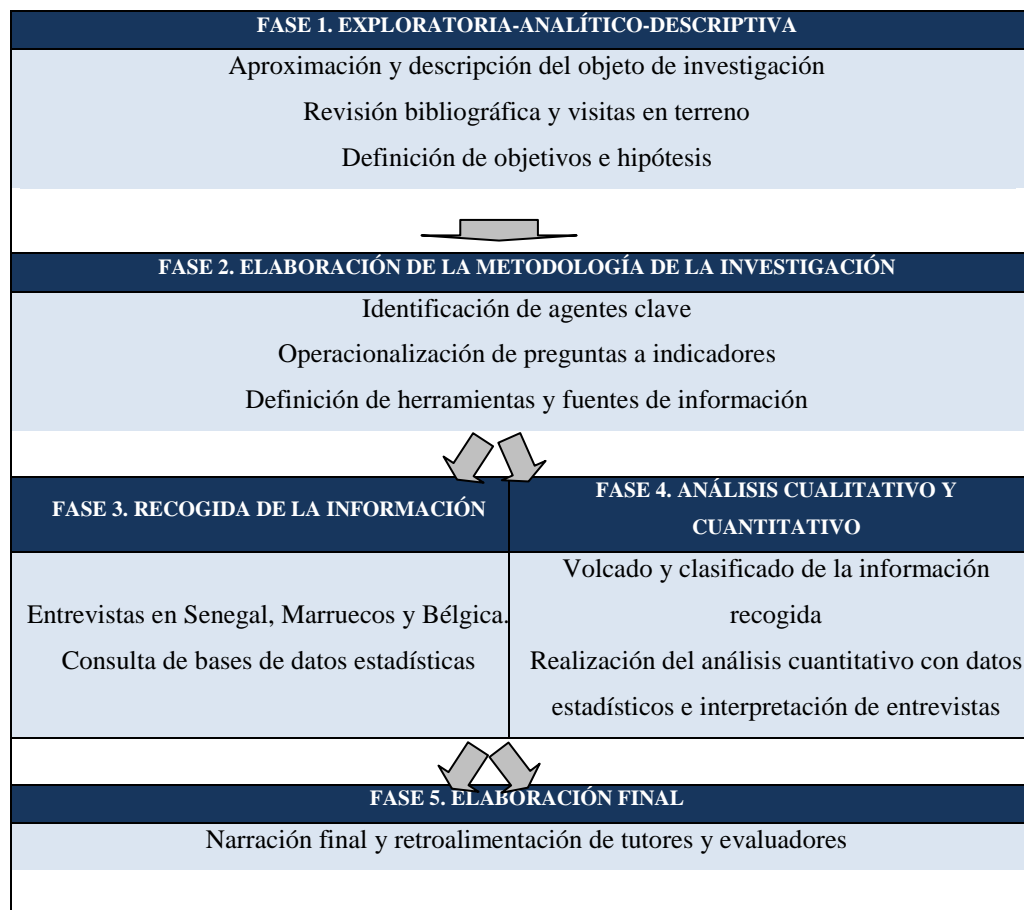 FASE 1. EXPLORATORIA-ANALÍTICO-DESCRIPTIVA
Aproximación y descripción del objeto de investigación
Revisión bibliográfica y visitas en terreno
Definición de objetivos e hipótesis
FASE 2. ELABORACIÓN DE LA METODOLOGÍA DE LA INVESTIGACIÓN
Identificación de agentes clave
Operacionalización de preguntas a indicadores
Definición de herramientas y fuentes de información
FASE 3. RECOGIDA DE LA INFORMACIÓN
Entrevistas en Senegal, Marruecos y Bélgica.
Consulta de bases de datos estadísticas
FASE 4. ANÁLISIS CUALITATIVO Y
CUANTITATIVO
Volcado y clasificado de la información
recogida
Realización del análisis cuantitativo con datos
estadísticos e interpretación de entrevistas
FASE 5. ELABORACIÓN FINAL
Narración final y retroalimentación de tutores y evaluadores